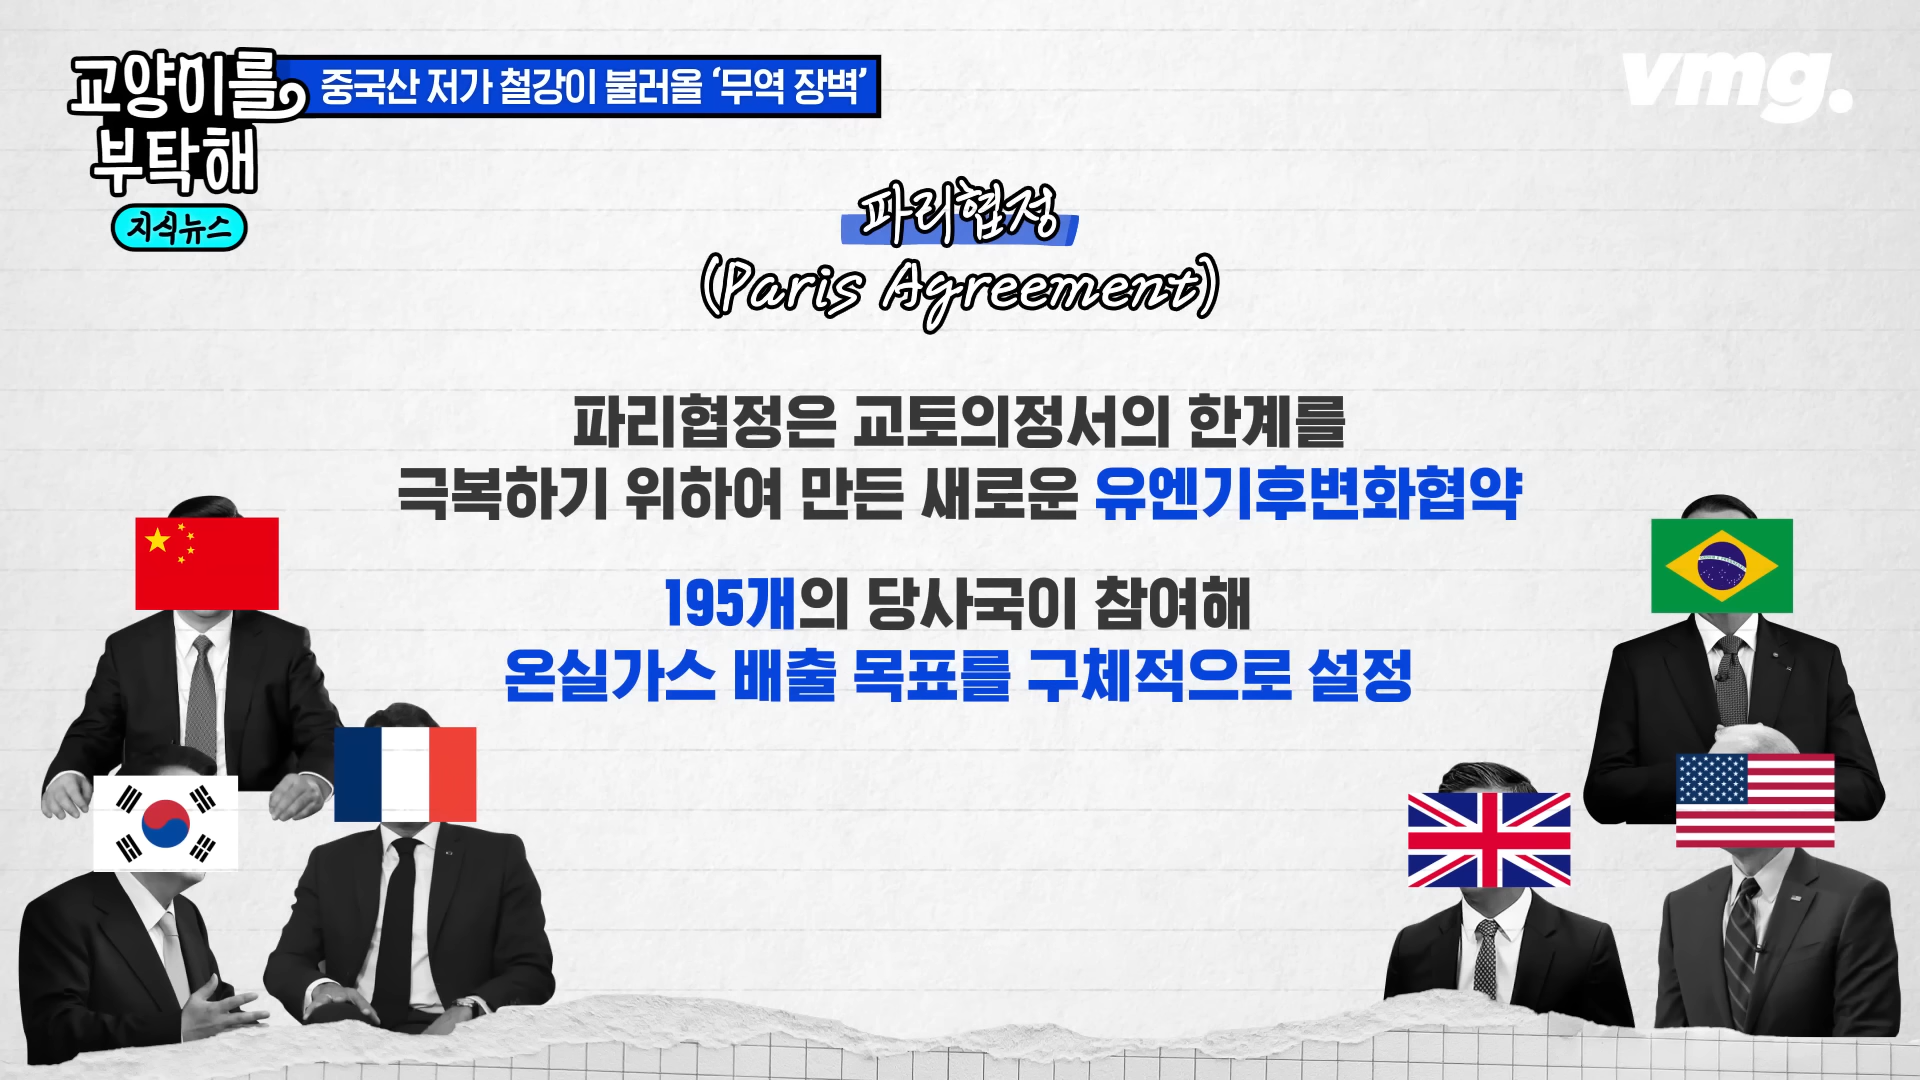 교양이를
부탁해
지식뉴스
중국산 저가 철강이 불러올 ‘무역 장벽’
vmg.
파리협정
(Paris Agreement)
파리협정은 교토의정서의 한계를
극복하기 위하여 만든 새로운 유엔기후변화협약
195개의 당사국이 참여해
온실가스 배출 목표를 구체적으로 설정